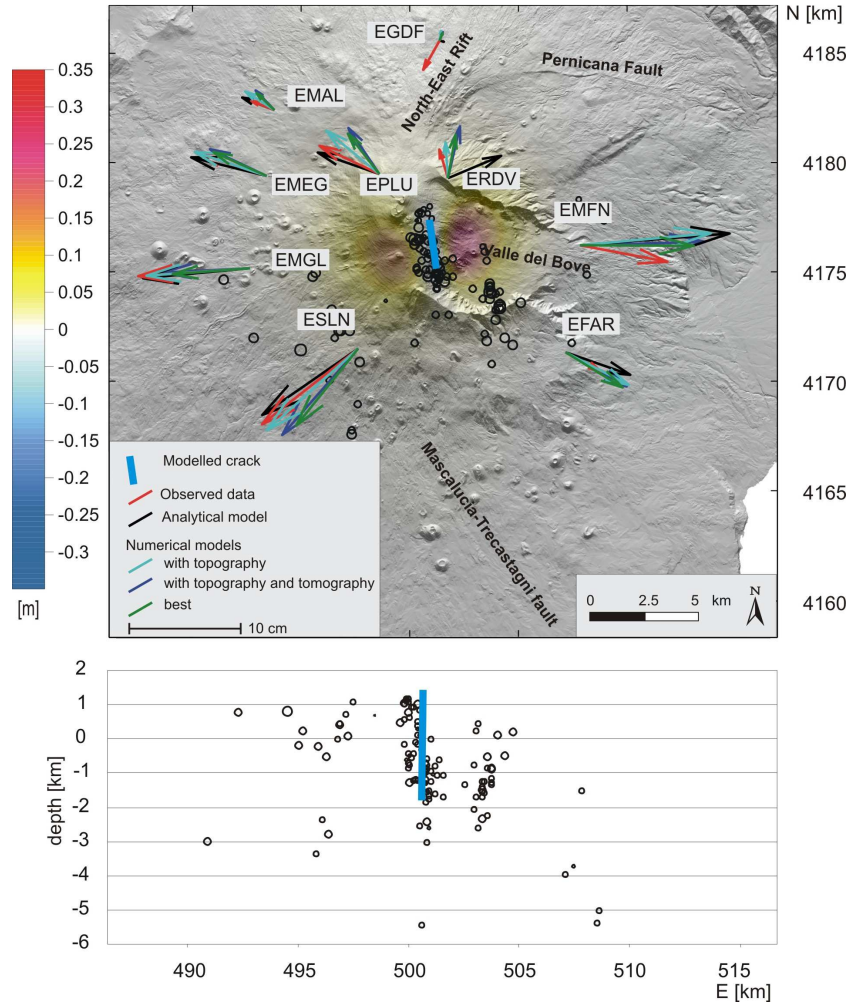 N [km]
0.35
0.30
0.25
0.20
0.15
0.10
0.05
0
-0.05
-0.1
-0.15
-0.2
-0.25
-0.3
[m]
EGDF
North-East Rift
Pernicana Fault
EMAL
EMEG
EPLU
ERDV
EMFN
EMGL
Valle del Bove
ESLN
EFAR
Mascalucia-Trecastagni fault
4185
4180
4175
4170
4165
4160
Modelled crack
Observed data
Analytical model
Numerical models
with topography
with topography and tomography
best
10 cm
0 2.5 5 km
N
depth [km]
2
1
0
-1
-2
-3
-4
-5
-6
490 495 500 505 510 515
E [km]